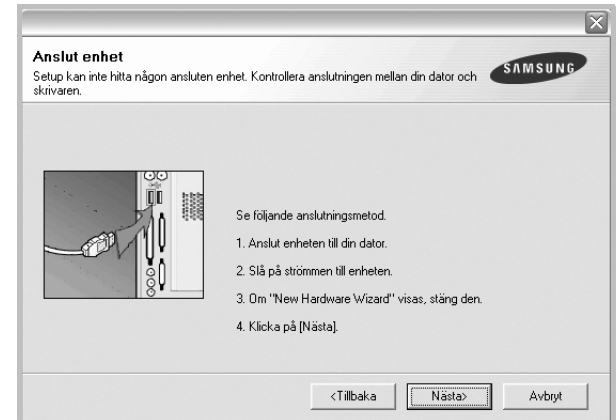 Anslut enhet
Setup kan inte hitta någon ansluten enhet. Kontrollera anslutningen mellan din dator och
skrivaren.
SAMSUNG
Se följande anslutningsmetod.
1. Anslut enheten till din dator.
2. Slå på strömmen till enheten.
3. Om "New Hardware Wizard" visas, stäng den.
4. Klicka på [Nästa].
<Tillbaka
Nästa>
Avbryt